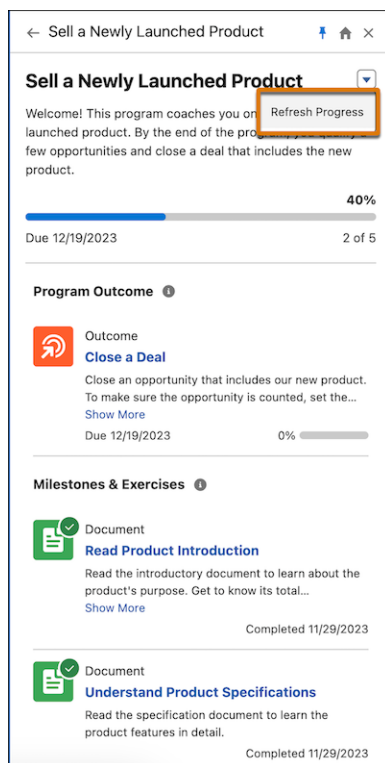 Sell a Newly Launched Product
Sell a Newly Launched Product
Refresh Progress
Welcome! This program coaches you on
launched product. By the end of the program, you qualify a
few opportunities and close a deal that includes the new
product.
40%
Due 12/19/2023
2 of 5
Program Outcome
Outcome
Close a Deal
Close an opportunity that includes our new product.
To make sure the opportunity is counted, set the...
Show More
Due 12/19/2023
0%
Milestones & Exercises
Document
Read Product Introduction
Read the introductory document to learn about the
product's purpose. Get to know its total...
Show More
Completed 11/29/2023
Document
Understand Product Specifications
Read the specification document to learn the
product features in detail.
Completed 11/29/2023